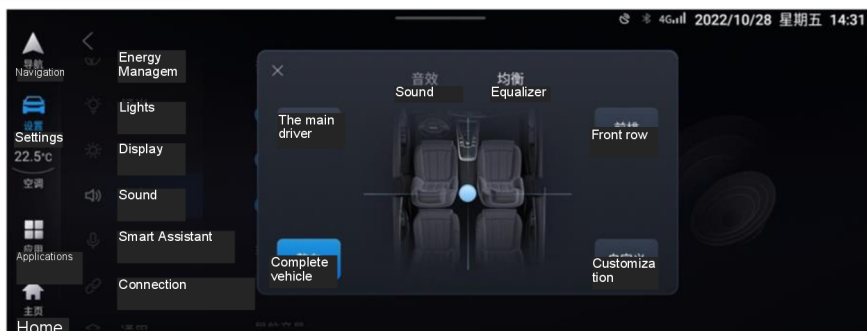 4G 2022/10/28 星期五 14:31
导航
Navigation
设置
Settings
22.5°C
空调
应用
Applications
主页
Home
Energy
Managem
Lights
Display
Sound
Smart Assistant
Connection
音效
Sound
均衡
Equalizer
The main
driver
Front row
Complete
vehicle
Customiza
tion